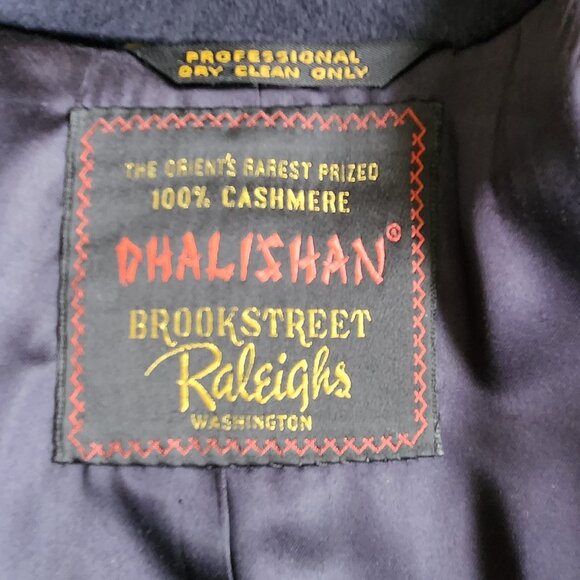 PROFESSIONAL
DRY CLEAN ONLY
THE ORIENT'S RAREST PRIZED
100% CASHMERE
DHALISHAN®
BROOKSTREET
Raleighs
WASHINGTON